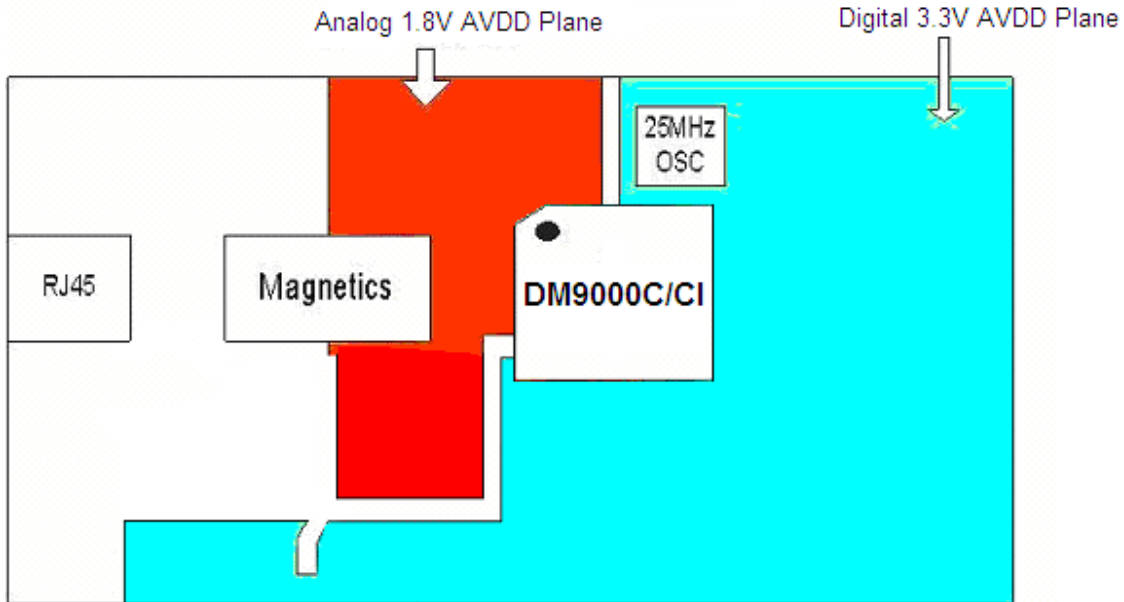 Analog 1.8V AVDD Plane
Digital 3.3V AVDD Plane
25MHz
OSC
RJ45
Magnetics
DM9000C/CI